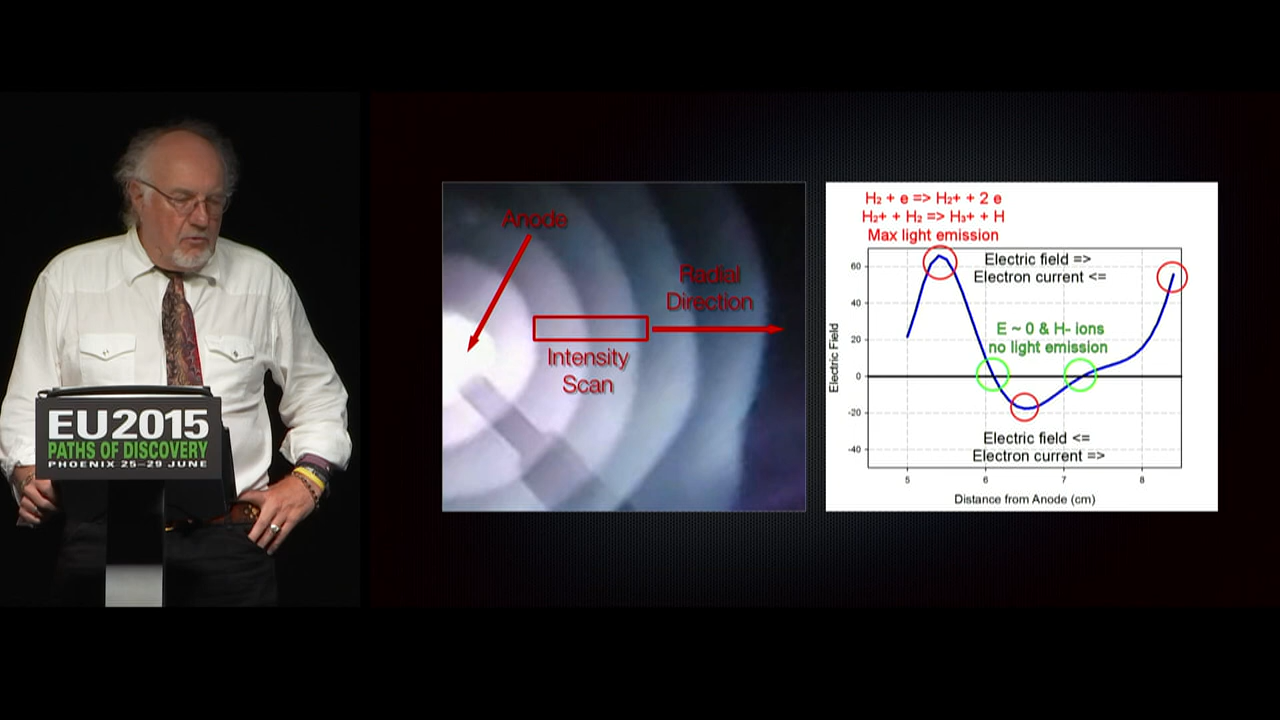 EU2015
PATHS OF DISCOVERY
PHOENIX 25–29 JUNE
Anode
Radial
Direction
Intensity
Scan
H₂ + e => H₂+ + 2 e
H₂+ + H₂ => H₃+ + H
Max light emission
Electric field =>
Electron current <=
E ~ 0 & H- ions
no light emission
Electric field <=
Electron current =>
Electric Field
60
40
20
0
-20
-40
5 6 7 8
Distance from Anode (cm)